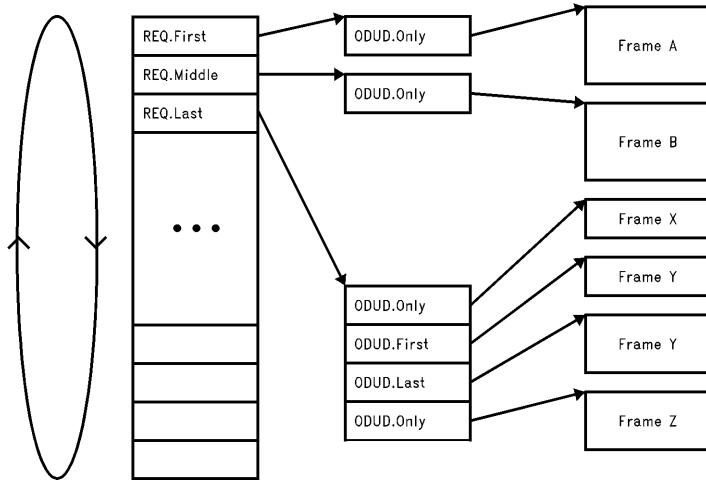 REQ.First
ODUD.Only
Frame A
REQ.Middle
ODUD.Only
REQ.Last
Frame B
Frame X
ODUD.Only
Frame Y
ODUD.First
Frame Y
ODUD.Last
ODUD.Only
Frame Z